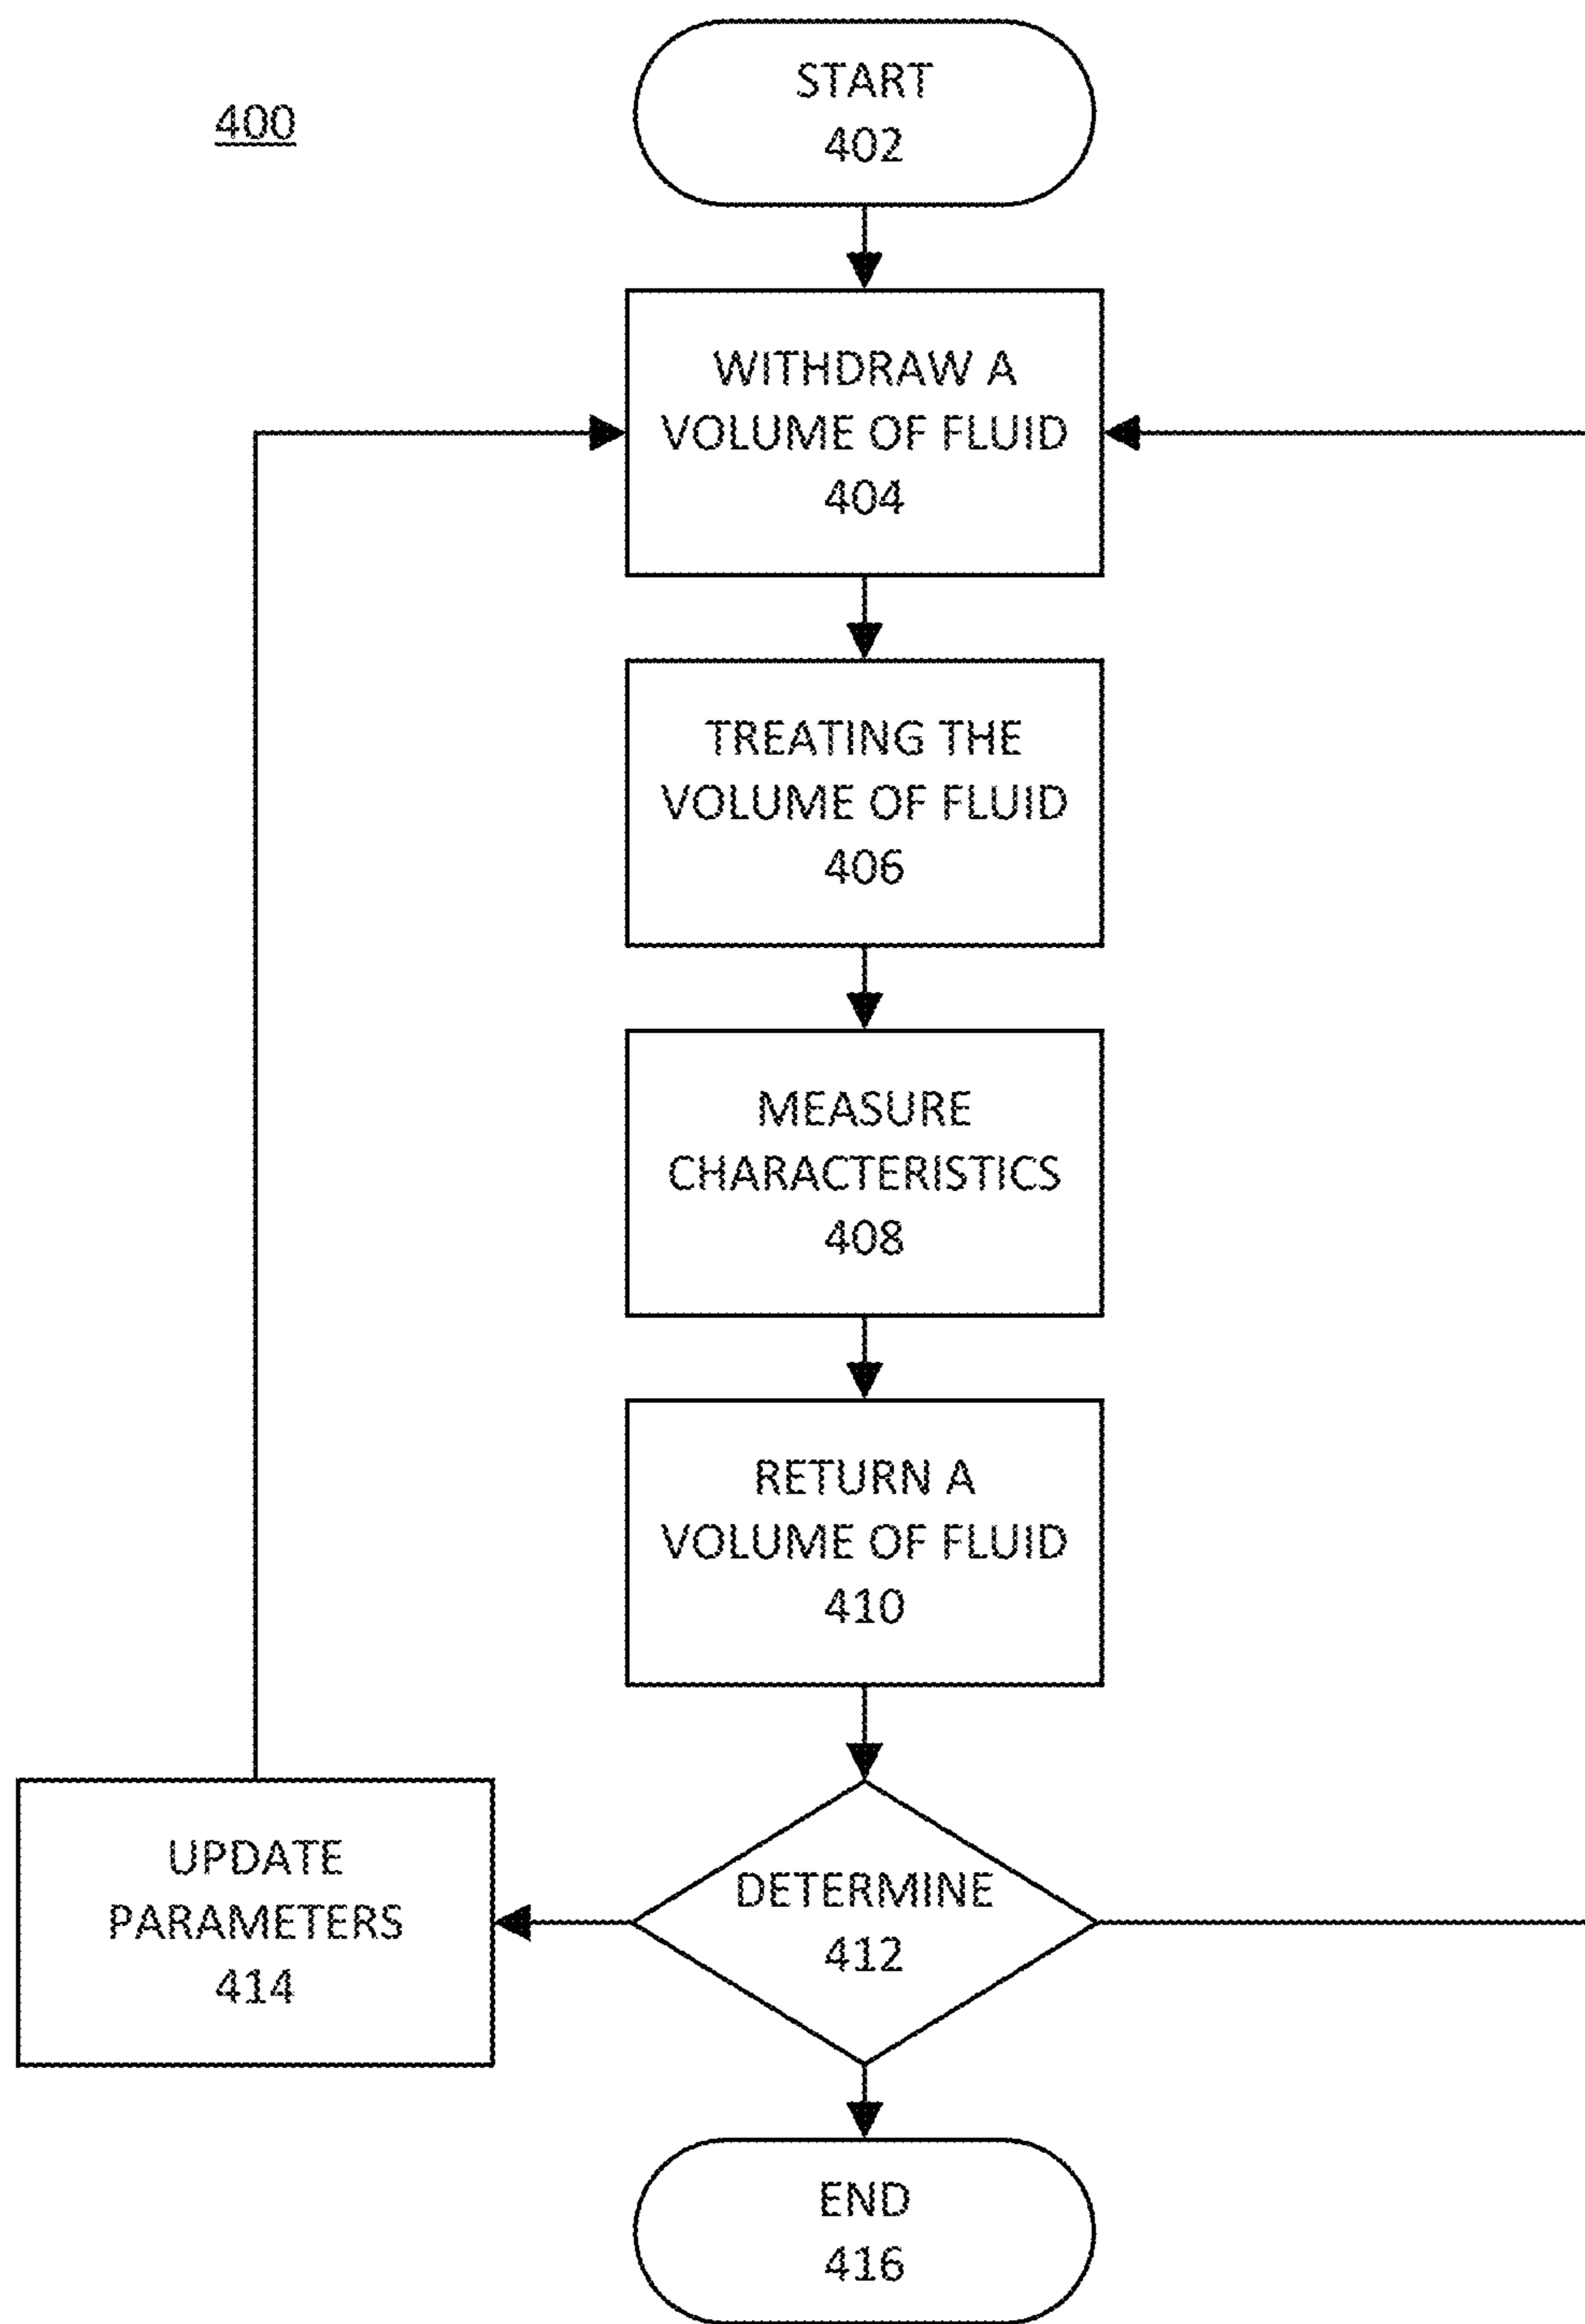 400
START
402
WITHDRAW A
VOLUME OF FLUID
404
TREATING THE
VOLUME OF FLUID
406
MEASURE
CHARACTERISTICS
408
RETURN A
VOLUME OF FLUID
410
UPDATE
PARAMETERS
414
DETERMINE
412
END
416